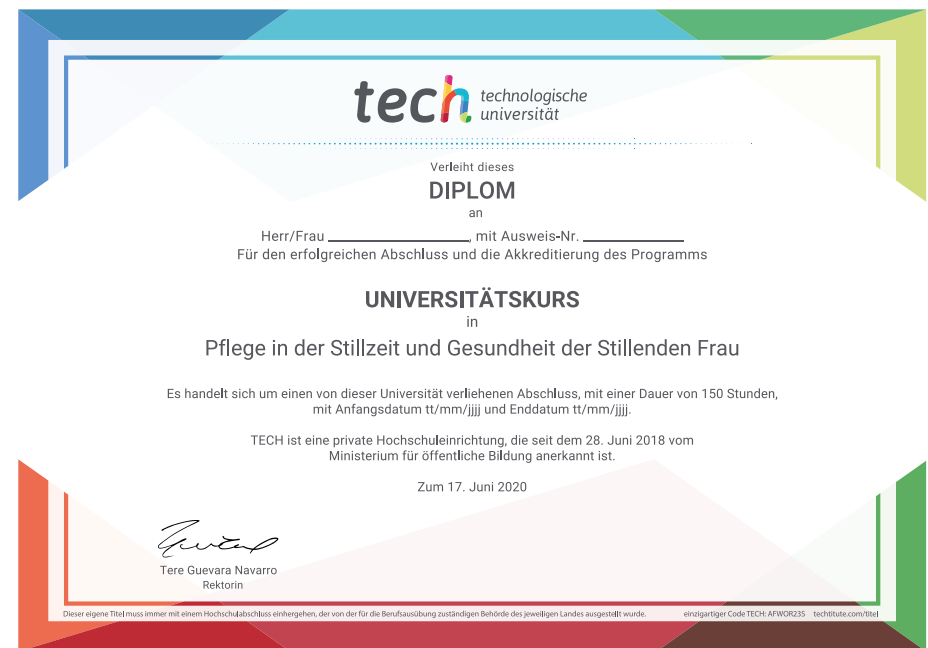 tech technologische
universität
Verleiht dieses
DIPLOM
an
Herr/Frau ____________________, mit Ausweis-Nr. ______________
Für den erfolgreichen Abschluss und die Akkreditierung des Programms
UNIVERSITÄTSKURS
in
Pflege in der Stillzeit und Gesundheit der Stillenden Frau
Es handelt sich um einen von dieser Universität verliehenen Abschluss, mit einer Dauer von 150 Stunden,
mit Anfangsdatum tt/mm/jjjj und Enddatum tt/mm/jjjj.
TECH ist eine private Hochschuleinrichtung, die seit dem 28. Juni 2018 vom
Ministerium für öffentliche Bildung anerkannt ist.
Zum 17. Juni 2020
Tere Guevara Navarro
Rektorin
Dieser eigene Titel muss immer mit einem Hochschulabschluss einhergehen, der von der für die Berufsausübung zuständigen Behörde des jeweiligen Landes ausgestellt wurde. einzigartiger Code TECH: AFWOR23S techtitute.com/titel